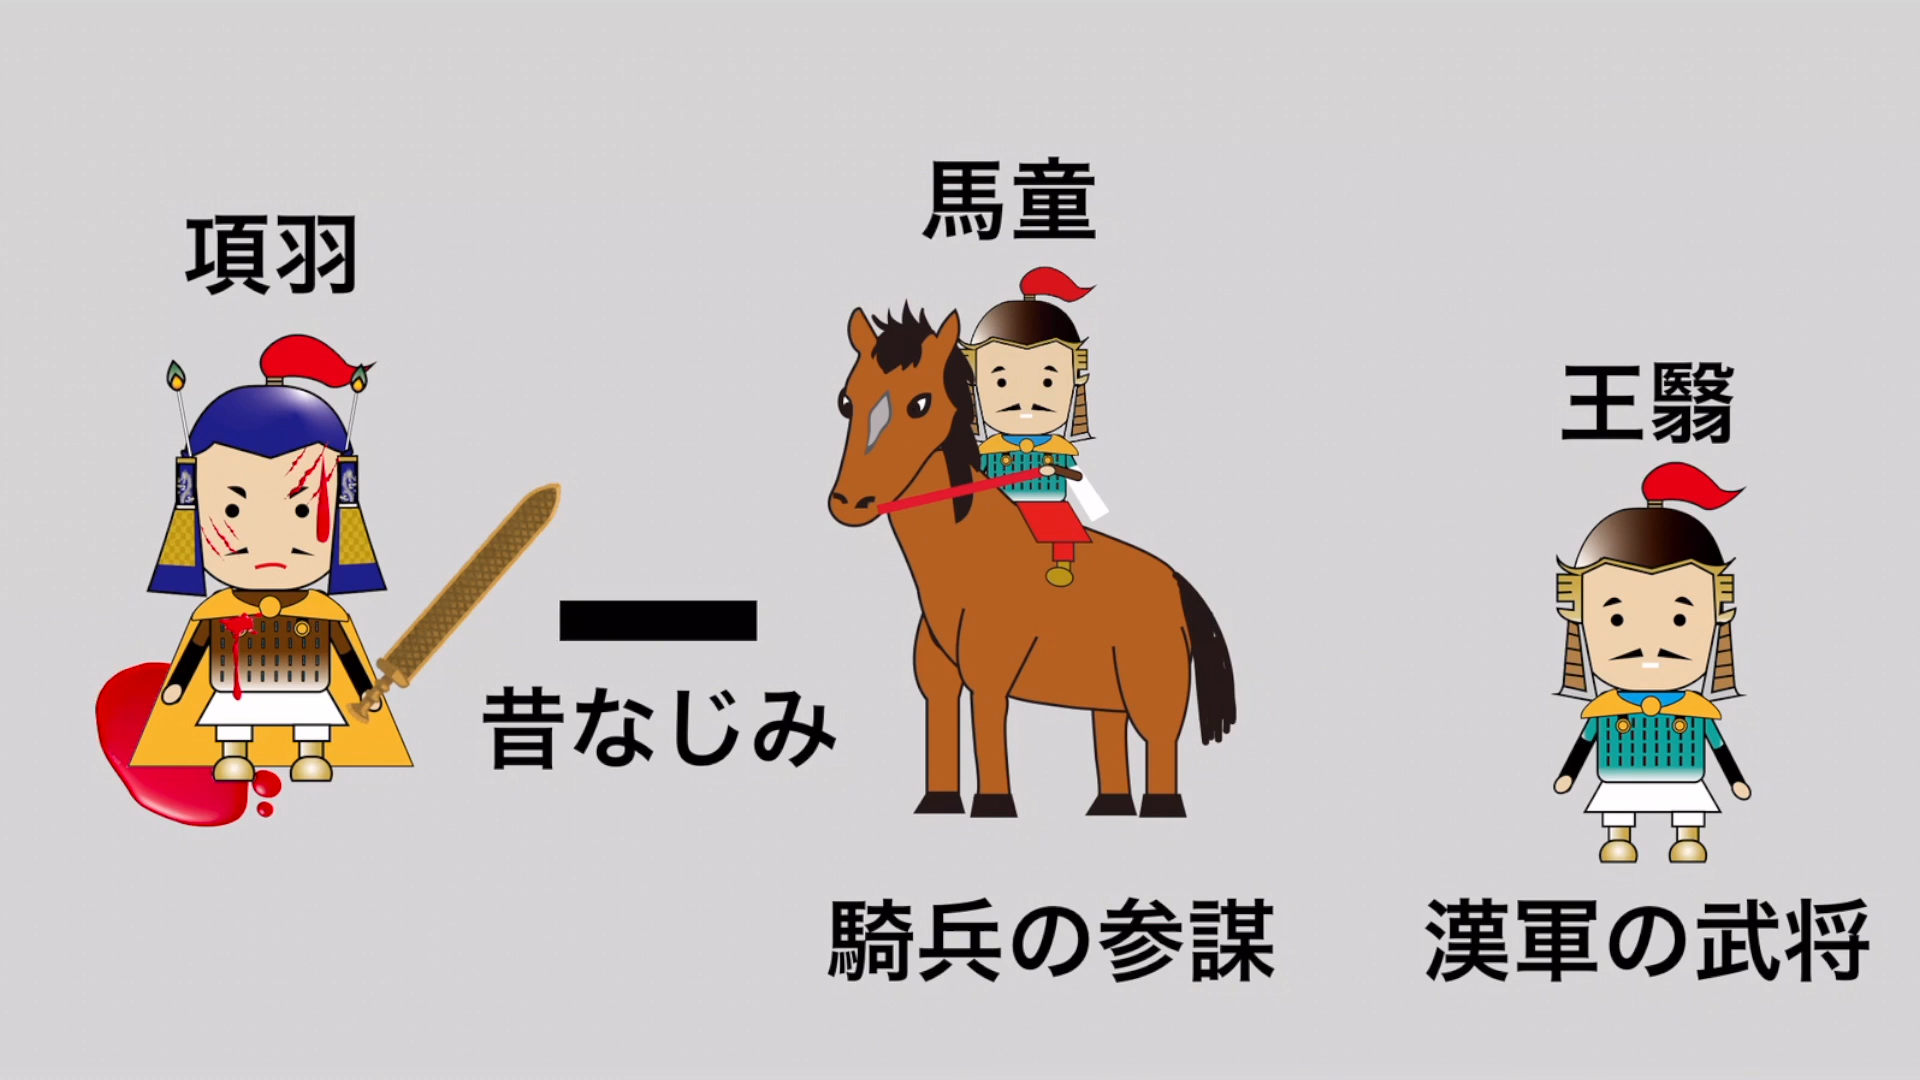 項羽
昔なじみ
馬童
騎兵の参謀
王翳
漢軍の武将